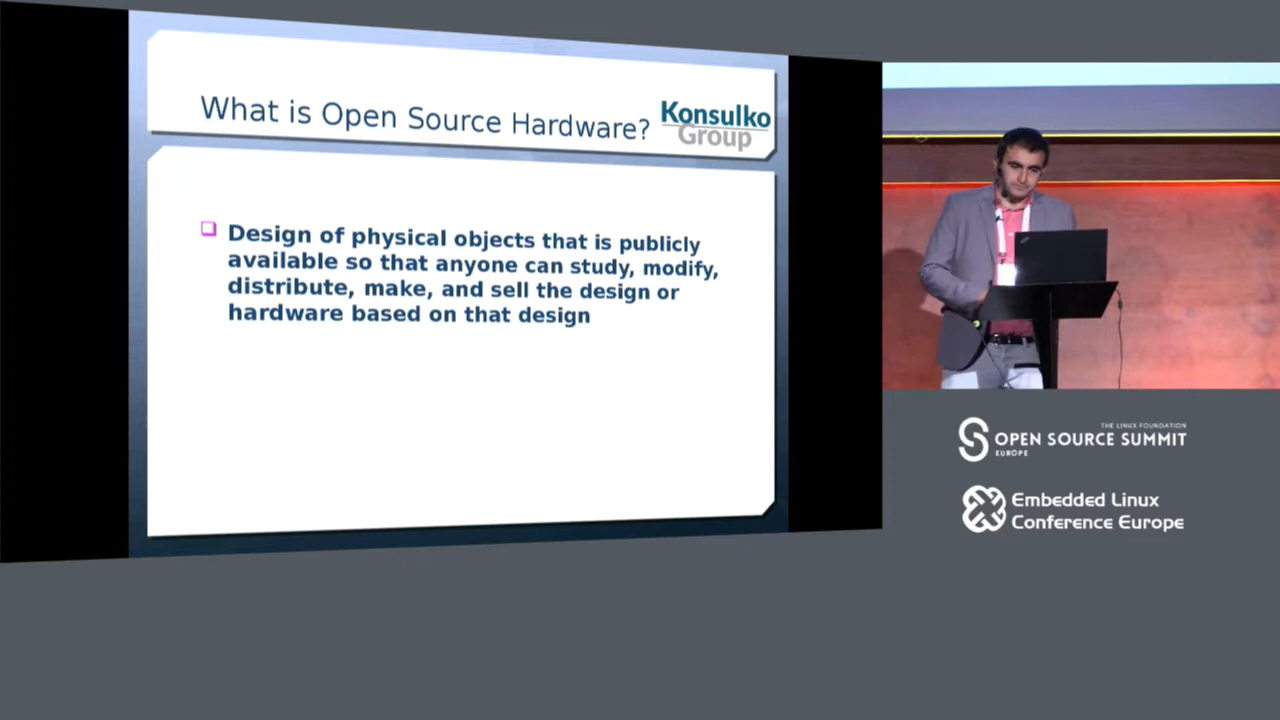 What is Open Source Hardware?
Konsulko
Group
Design of physical objects that is publicly
available so that anyone can study, modify,
distribute, make, and sell the design or
hardware based on that design
THE LINUX FOUNDATION
OPEN SOURCE SUMMIT
EUROPE
Embedded Linux
Conference Europe